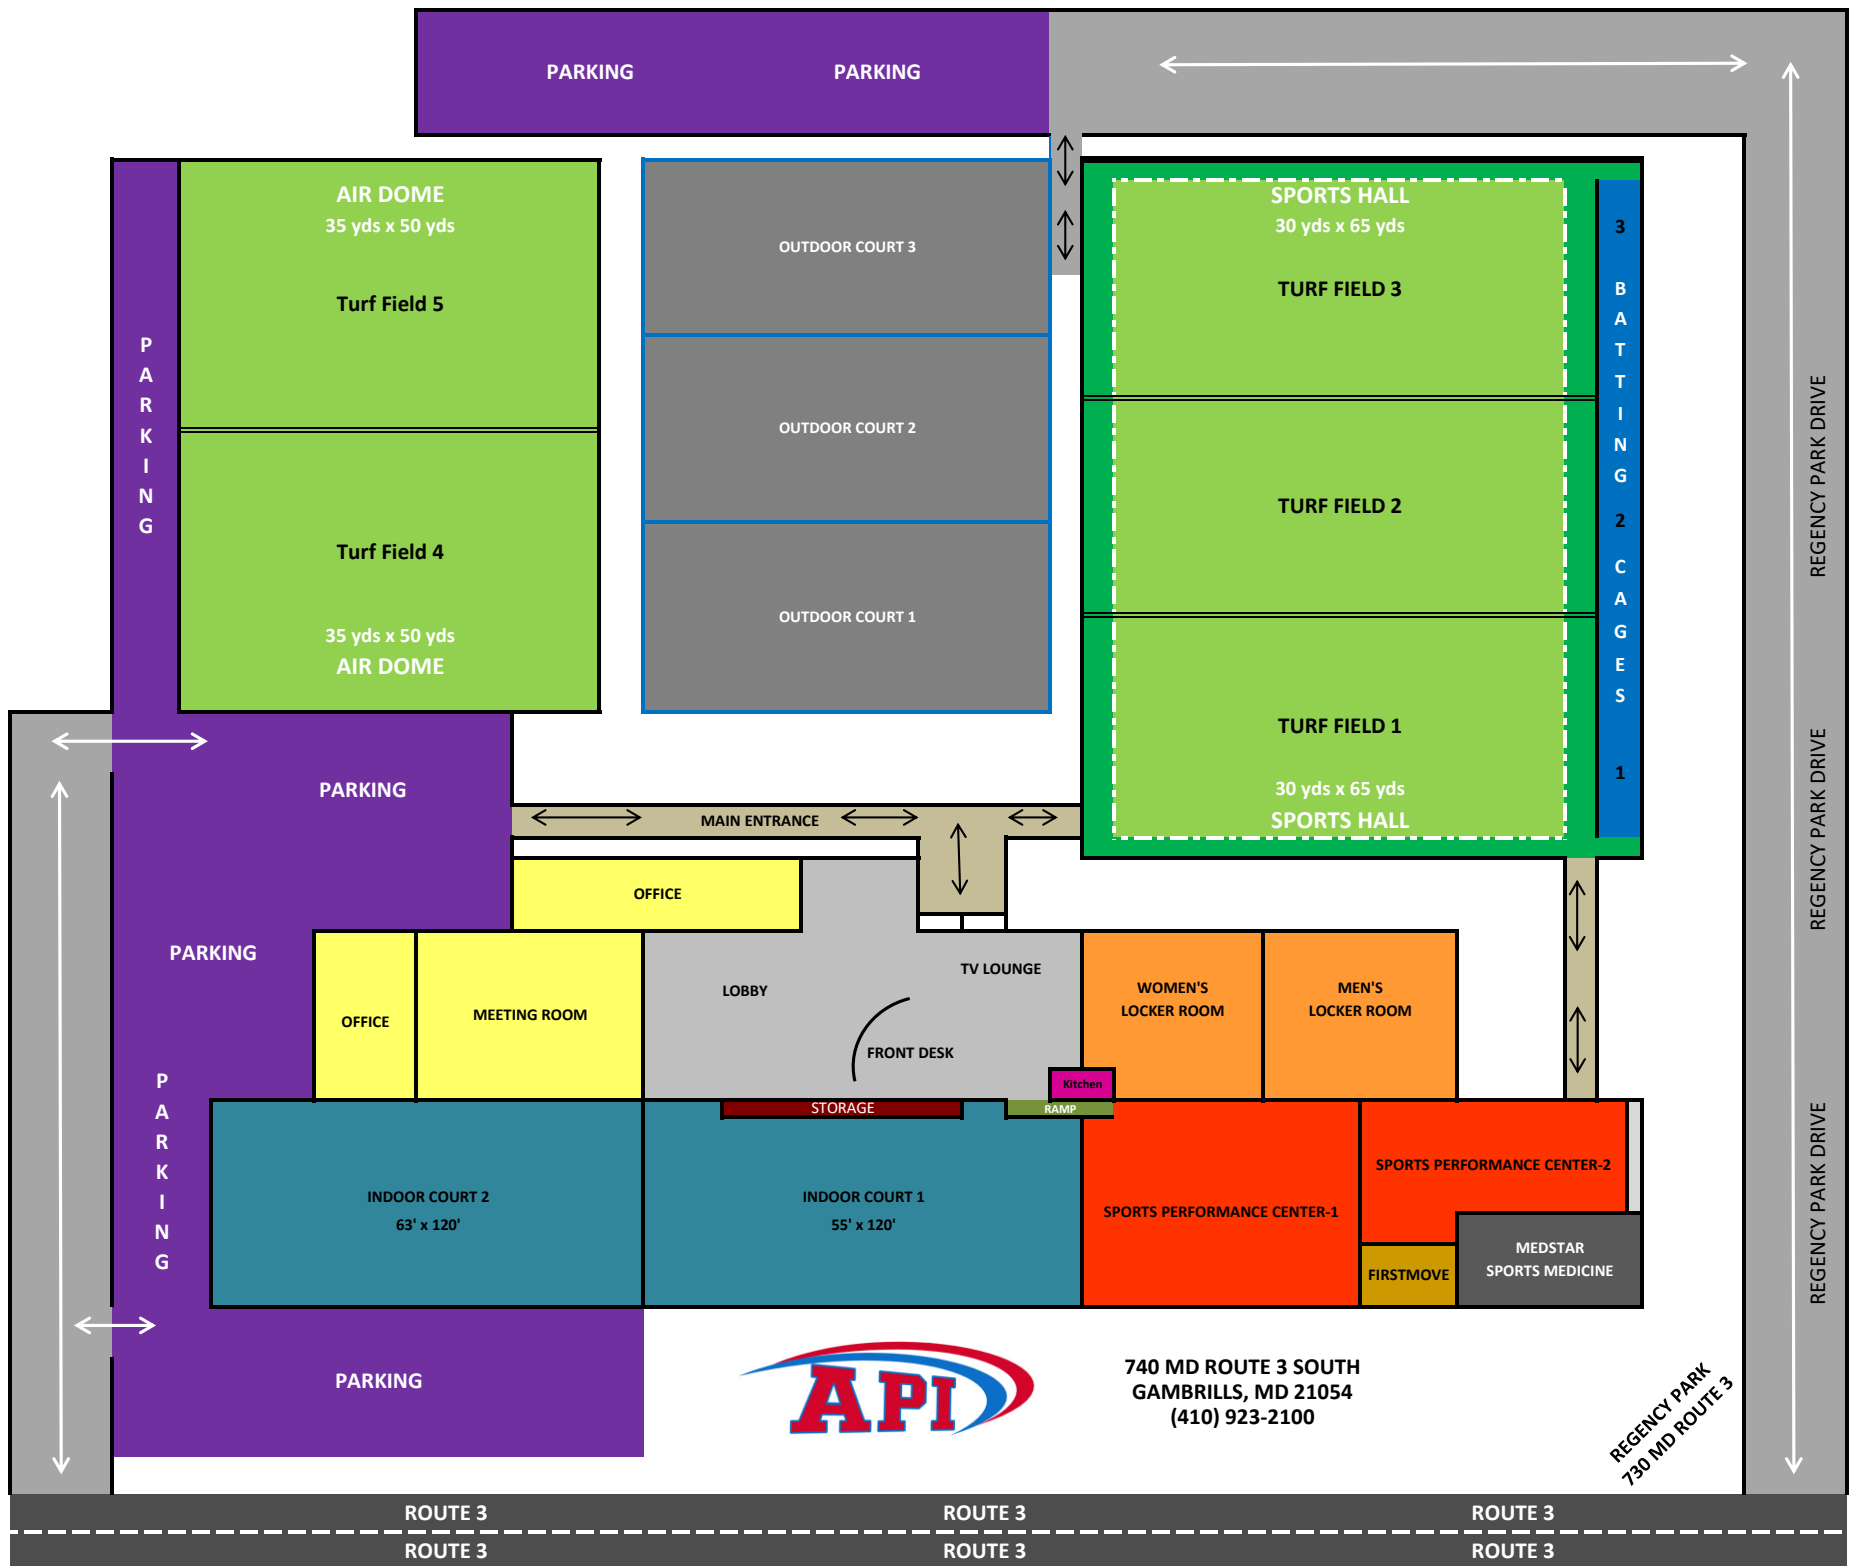 PARKING
PARKING
AIR DOME
35 yds x 50 yds
Turf Field 5
Turf Field 4
35 yds x 50 yds
AIR DOME
OUTDOOR COURT 3
OUTDOOR COURT 2
OUTDOOR COURT 1
SPORTS HALL
30 yds x 65 yds
TURF FIELD 3
TURF FIELD 2
TURF FIELD 1
30 yds x 65 yds
SPORTS HALL
3
BATTING
2
CAGES
1
PARKING
REGENCY PARK DRIVE
REGENCY PARK DRIVE
REGENCY PARK DRIVE
PARKING
MAIN ENTRANCE
OFFICE
PARKING
OFFICE
MEETING ROOM
LOBBY
TV LOUNGE
FRONT DESK
WOMEN'S
LOCKER ROOM
MEN'S
LOCKER ROOM
Kitchen
STORAGE
RAMP
PARKING
INDOOR COURT 2
63' x 120'
INDOOR COURT 1
55' x 120'
SPORTS PERFORMANCE CENTER-1
SPORTS PERFORMANCE CENTER-2
FIRSTMOVE
MEDSTAR
SPORTS MEDICINE
PARKING
API
740 MD ROUTE 3 SOUTH
GAMBRILLS, MD 21054
(410) 923-2100
REGENCY PARK
730 MD ROUTE 3
ROUTE 3
ROUTE 3
ROUTE 3
ROUTE 3
ROUTE 3
ROUTE 3